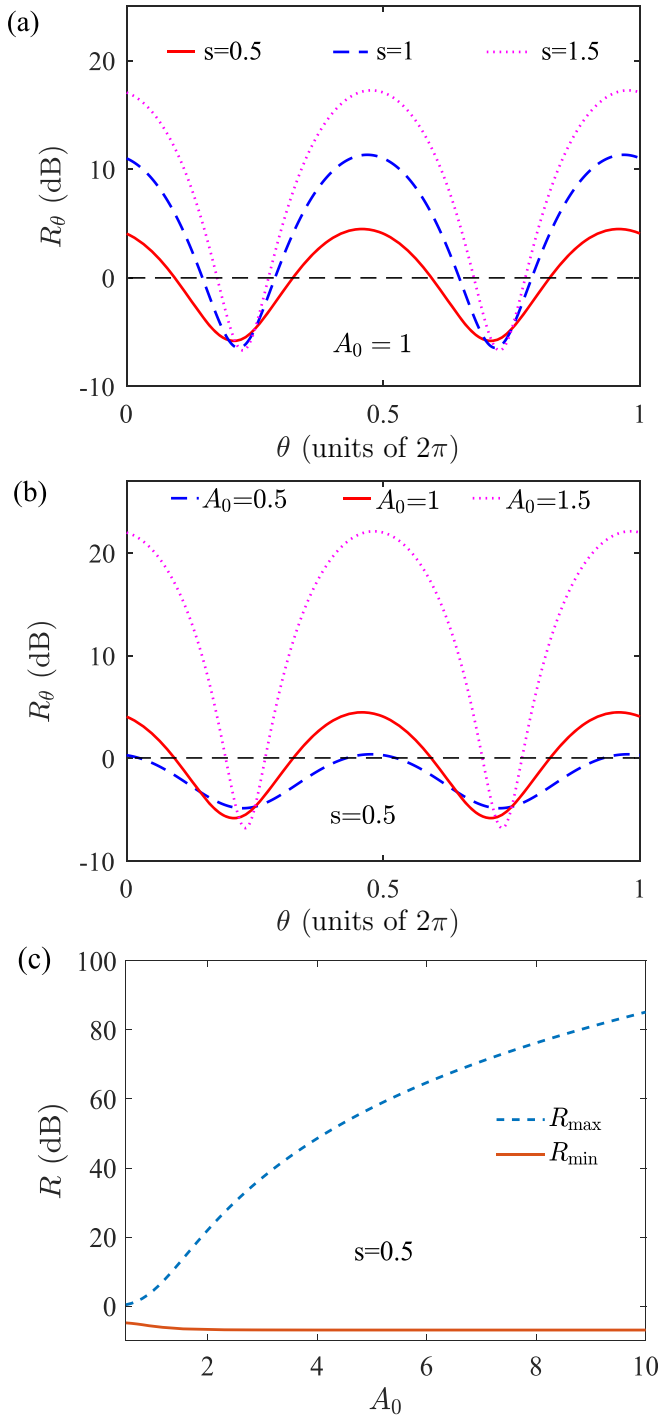 (a)
s=0.5 s=1 s=1.5
20
10
0
-10
R_θ (dB)
A_0 = 1
0 0.5 1
θ (units of 2π)
(b)
A_0=0.5 A_0=1 A_0=1.5
20
10
0
-10
R_θ (dB)
s=0.5
0 0.5 1
θ (units of 2π)
(c)
100
80
60
40
20
0
R (dB)
R_max
R_min
s=0.5
2 4 6 8 10
A_0